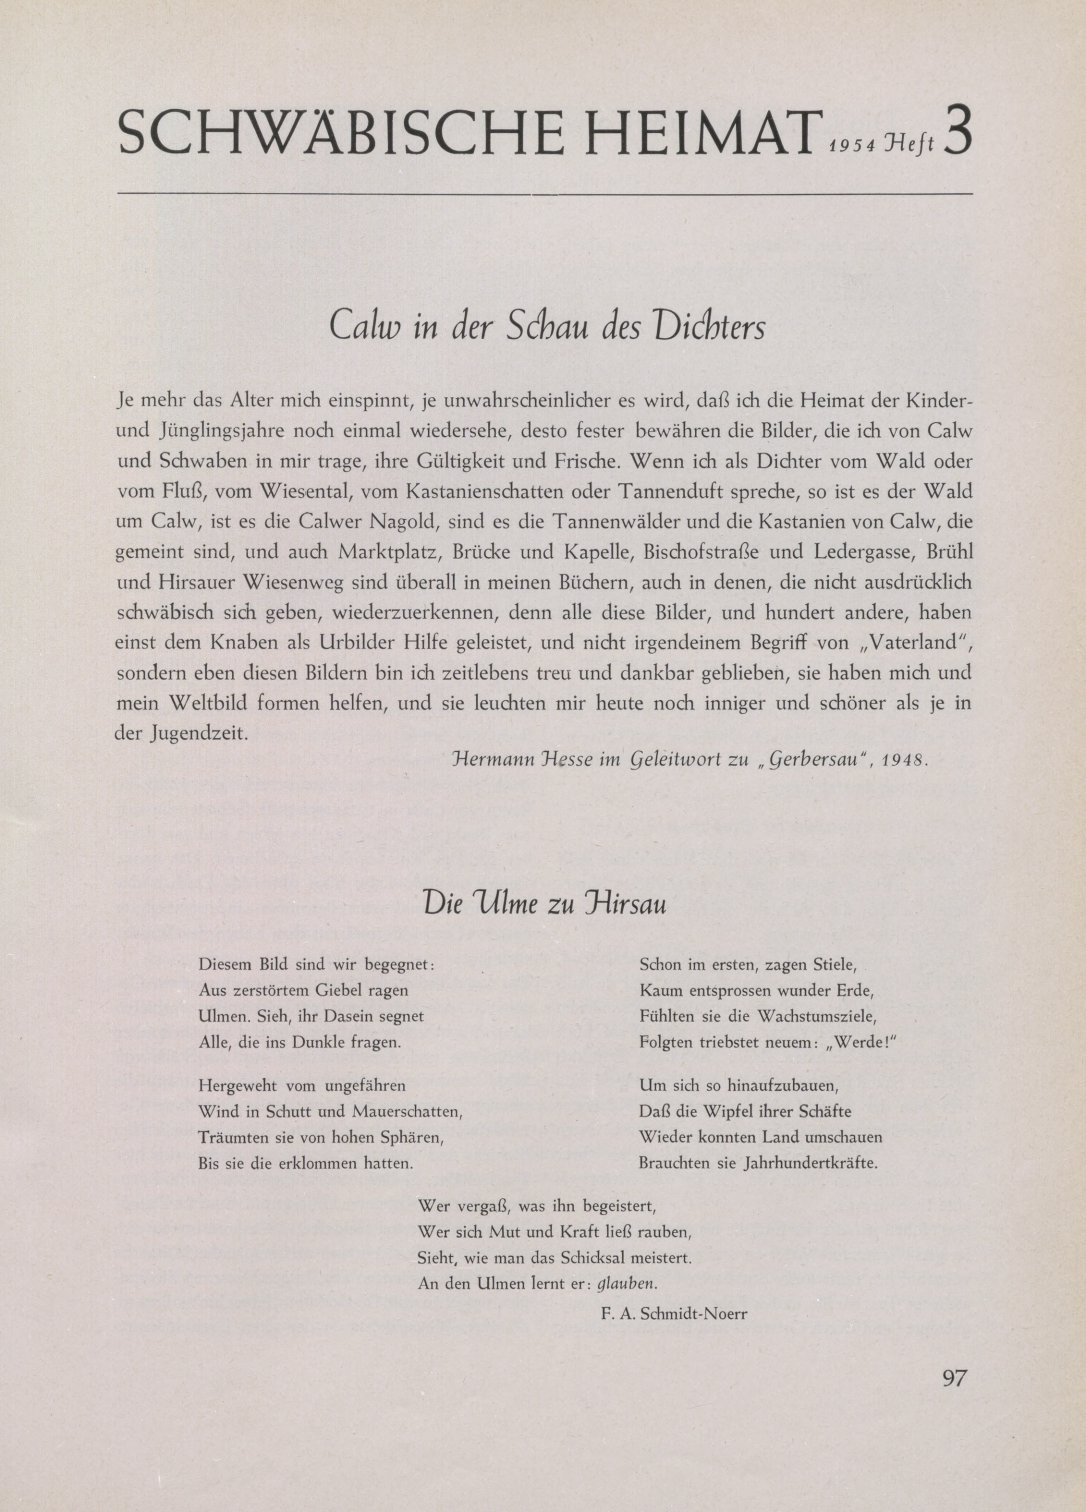 SCHWÄBISCHE HEIMAT 1954 Heft 3
Calw in der Schau des Dichters
Je mehr das Alter mich einspinnt, je unwahrscheinlicher es wird, daß ich die Heimat der Kinder-
und Jünglingsjahre noch einmal wiedersehe, desto fester bewähren die Bilder, die ich von Calw
und Schwaben in mir trage, ihre Gültigkeit und Frische. Wenn ich als Dichter vom Wald oder
vom Fluß, vom Wiesental, vom Kastanienschatten oder Tannenduft spreche, so ist es der Wald
um Calw, ist es die Calwer Nagold, sind es die Tannenwälder und die Kastanien von Calw, die
gemeint sind, und auch Marktplatz, Brücke und Kapelle, Bischofstraße und Ledergasse, Brühl
und Hirsauer Wiesenweg sind überall in meinen Büchern, auch in denen, die nicht ausdrücklich
schwäbisch sich geben, wiederzuerkennen, denn alle diese Bilder, und hundert andere, haben
einst dem Knaben als Urbilder Hilfe geleistet, und nicht irgendeinem Begriff von „Vaterland“,
sondern eben diesen Bildern bin ich zeitlebens treu und dankbar geblieben, sie haben mich und
mein Weltbild formen helfen, und sie leuchten mir heute noch inniger und schöner als je in
der Jugendzeit.
Hermann Hesse im Geleitwort zu „Gerbersau“, 1948.
Die Ulme zu Hirsau
Diesem Bild sind wir begegnet:
Aus zerstörtem Giebel ragen
Ulmen. Sieh, ihr Dasein segnet
Alle, die ins Dunkle fragen.
Hergeweht vom ungefähren
Wind in Schutt und Mauerschatten,
Träumten sie von hohen Sphären,
Bis sie die erklommen hatten.
Schon im ersten, zagen Stiele,
Kaum entsprossen wunder Erde,
Fühlten sie die Wachstumsziele,
Folgten triebstet neuem: „Werde!“
Um sich so hinaufzubauen,
Daß die Wipfel ihrer Schäfte
Wieder konnten Land umschauen
Brauchten sie Jahrhundertkräfte.
Wer vergaß, was ihn begeistert,
Wer sich Mut und Kraft ließ rauben,
Sieht, wie man das Schicksal meistert.
An den Ulmen lernt er: glauben.
F. A. Schmidt-Noerr
97